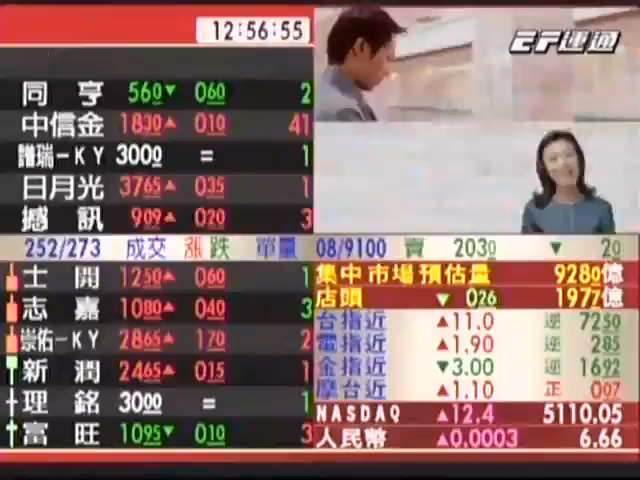 12:56:55
EF運通
同亨 560▼ 060 2
中信金 1830▲ 010 41
譜瑞-KY 3000 = 1
日月光 3765▲ 035 1
撼訊 909▲ 020 3
252/273 成交 漲跌 單量
08/9100 賣 2030 ▼ 20
士開 1250▲ 060 1
志嘉 1080▲ 040 3
崇佑-KY 2865▲ 170 2
新潤 2465▲ 015 1
理銘 3000 = 1
富旺 1095▼ 010 3
集中市場預估量 9280億
店頭 ▼ 026 1977億
台指近 ▲11.0 逆 7250
電指近 ▲1.90 逆 285
金指近 ▼3.00 逆 1692
摩台近 ▲1.10 正 007
NASDAQ ▲12.4 5110.05
人民幣 ▲0.0003 6.66